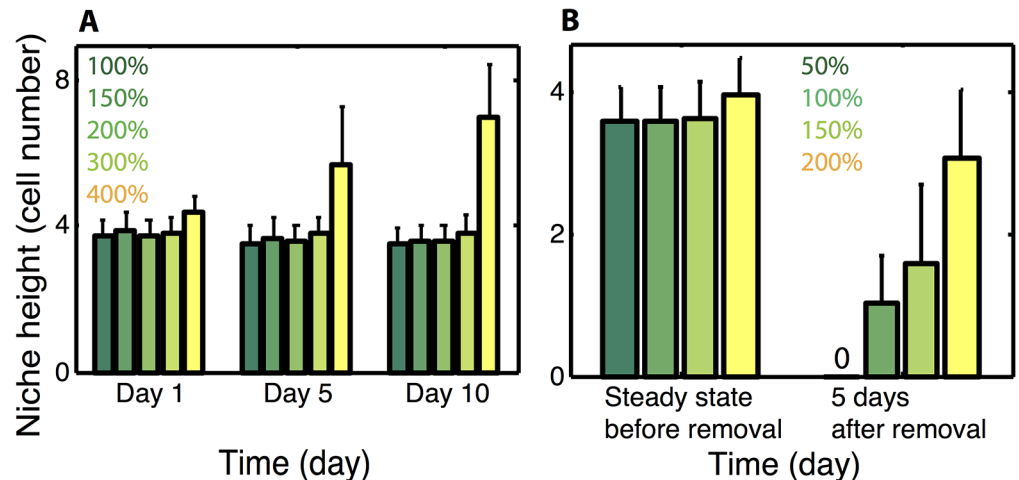 A
Niche height (cell number)
8
4
0
100%
150%
200%
300%
400%
Day 1
Day 5
Day 10
Time (day)
B
4
2
0
50%
100%
150%
200%
0
Steady state
before removal
5 days
after removal
Time (day)